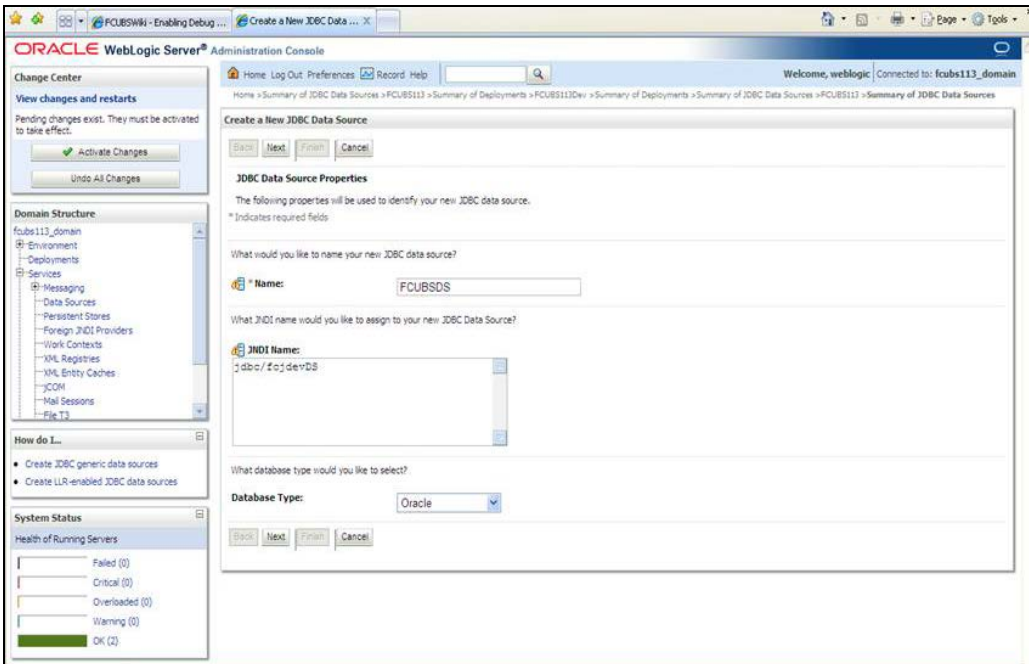 FCUBSWiki - Enabling Debug ...
Create a New JDBC Data ... X
Page
Tools
ORACLE WebLogic Server® Administration Console
Change Center
View changes and restarts
Pending changes exist. They must be activated
to take effect.
Activate Changes
Undo All Changes
Domain Structure
fcubs113_domain
Environment
Deployments
Services
Messaging
Data Sources
Persistent Stores
Foreign JNDI Providers
Work Contexts
XML Registries
XML Entity Caches
jCOM
Mail Sessions
File T3
How do I...
Create JDBC generic data sources
Create LLR-enabled JDBC data sources
System Status
Health of Running Servers
Failed (0)
Critical (0)
Overloaded (0)
Warning (0)
OK (2)
Home Log Out Preferences Record Help
Welcome, weblogic Connected to: fcubs113_domain
Home >Summary of JDBC Data Sources >FCUBS113 >Summary of Deployments >FCUBS113Dev >Summary of Deployments >Summary of JDBC Data Sources >FCUBS113 >Summary of JDBC Data Sources
Create a New JDBC Data Source
Back Next Finish Cancel
JDBC Data Source Properties
The following properties will be used to identify your new JDBC data source.
* Indicates required fields
What would you like to name your new JDBC data source?
* Name: FCUBSDS
What JNDI name would you like to assign to your new JDBC Data Source?
JNDI Name:
jdbc/fcjdevDS
What database type would you like to select?
Database Type: Oracle
Back Next Finish Cancel